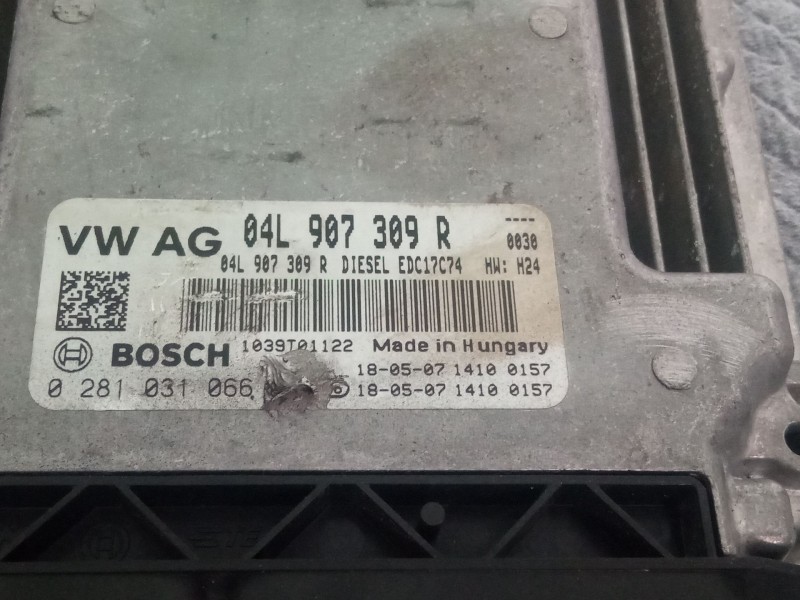 VW AG 04L 907 309 R ----
0030
04L 907 309 R DIESEL EDC17C74 HW: H24
BOSCH 1039T01122 Made in Hungary
18-05-07 1410 0157
0 281 031 066 18-05-07 1410 0157